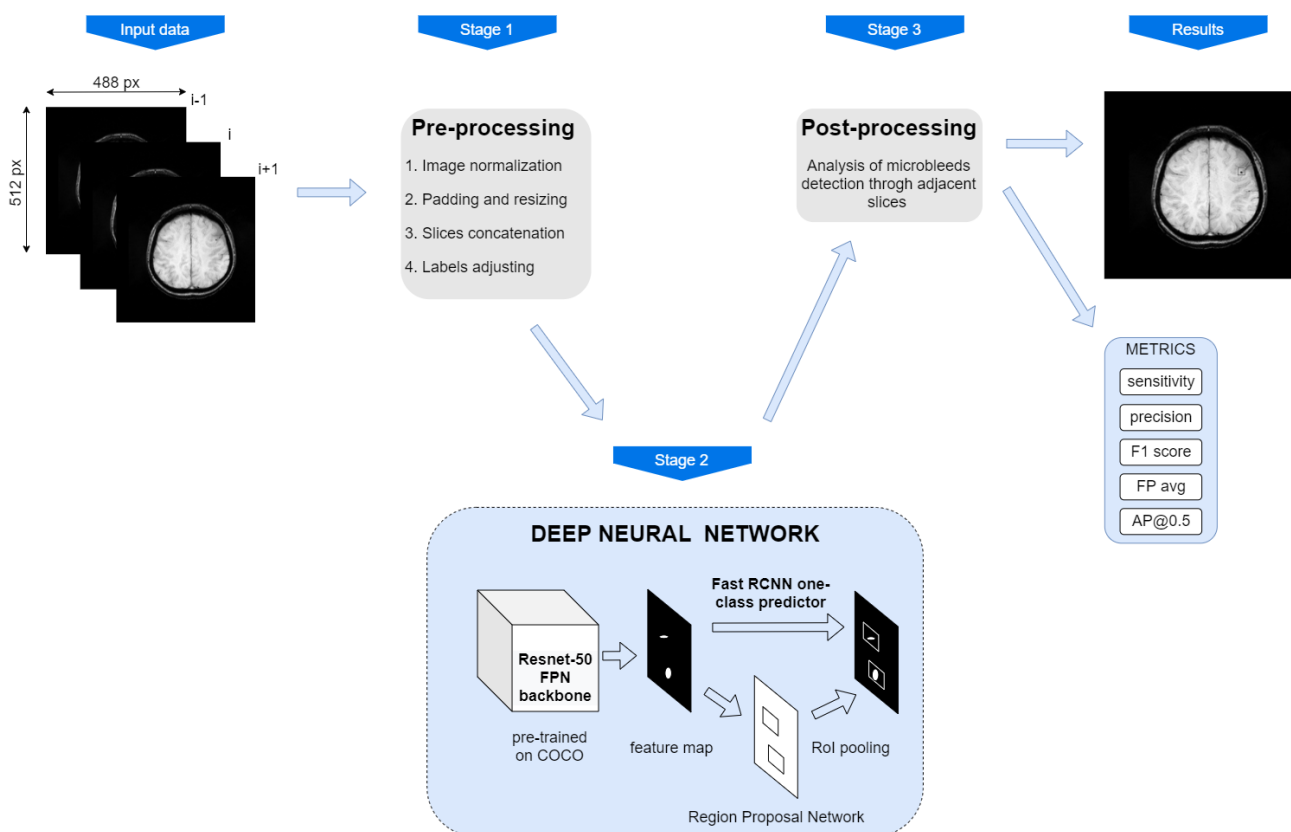 Input data
Stage 1
Stage 3
Results
488 px
i-1
i
i+1
512 px
Pre-processing
1. Image normalization
2. Padding and resizing
3. Slices concatenation
4. Labels adjusting
Post-processing
Analysis of microbleeds
detection throgh adjacent
slices
METRICS
sensitivity
precision
F1 score
FP avg
AP@0.5
Stage 2
DEEP NEURAL NETWORK
Fast RCNN one-
class predictor
Resnet-50
FPN
backbone
pre-trained
on COCO
feature map
RoI pooling
Region Proposal Network